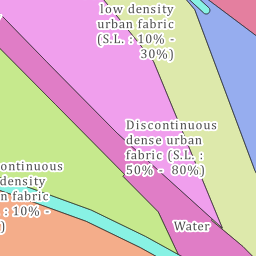 low density
urban fabric
(S.L. : 10% -
30%)
Discontinuous
dense urban
fabric (S.L. :
50% - 80%)
ontinuous
density
n fabric
: 10% -
)
Water